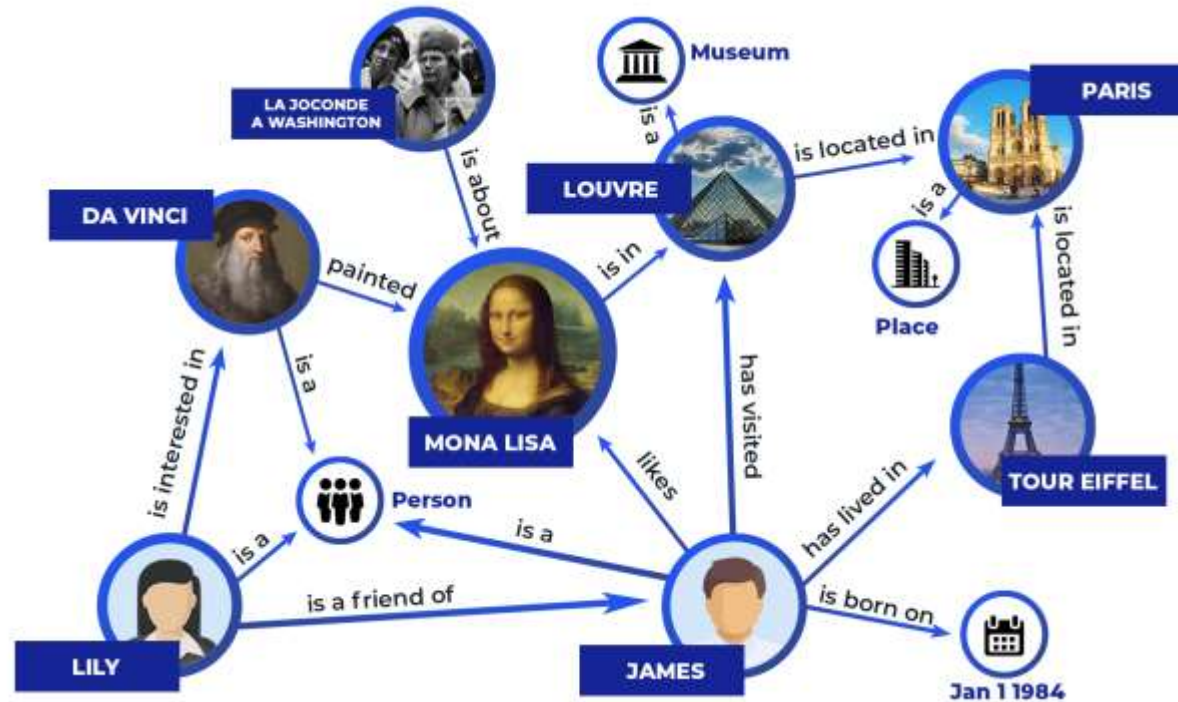 Museum
PARIS
LA JOCONDE
A WASHINGTON
is a
is located in
is about
LOUVRE
is a
DA VINCI
is located in
painted
is in
Place
is a
has visited
is interested in
MONA LISA
likes
TOUR EIFFEL
Person
has lived in
is a
is a
is a friend of
is born on
LILY
JAMES
Jan 1 1984